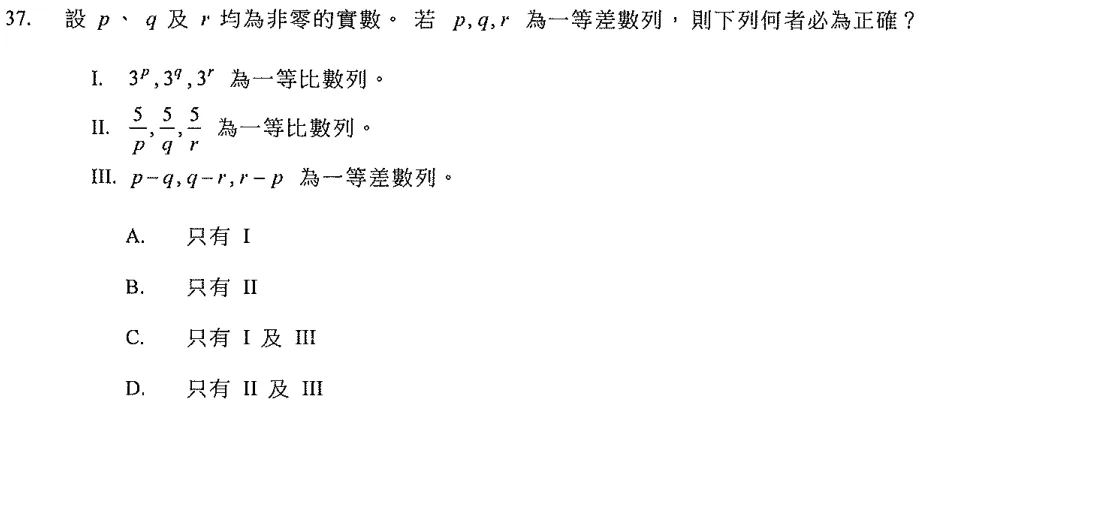 37. 設 p、q 及 r 均為非零的實數。若 p, q, r 為一等差數列，則下列何者必為正確？
I. 3^p, 3^q, 3^r 為一等比數列。
II. 5/p, 5/q, 5/r 為一等比數列。
III. p − q, q − r, r − p 為一等差數列。
A. 只有 I
B. 只有 II
C. 只有 I 及 III
D. 只有 II 及 III